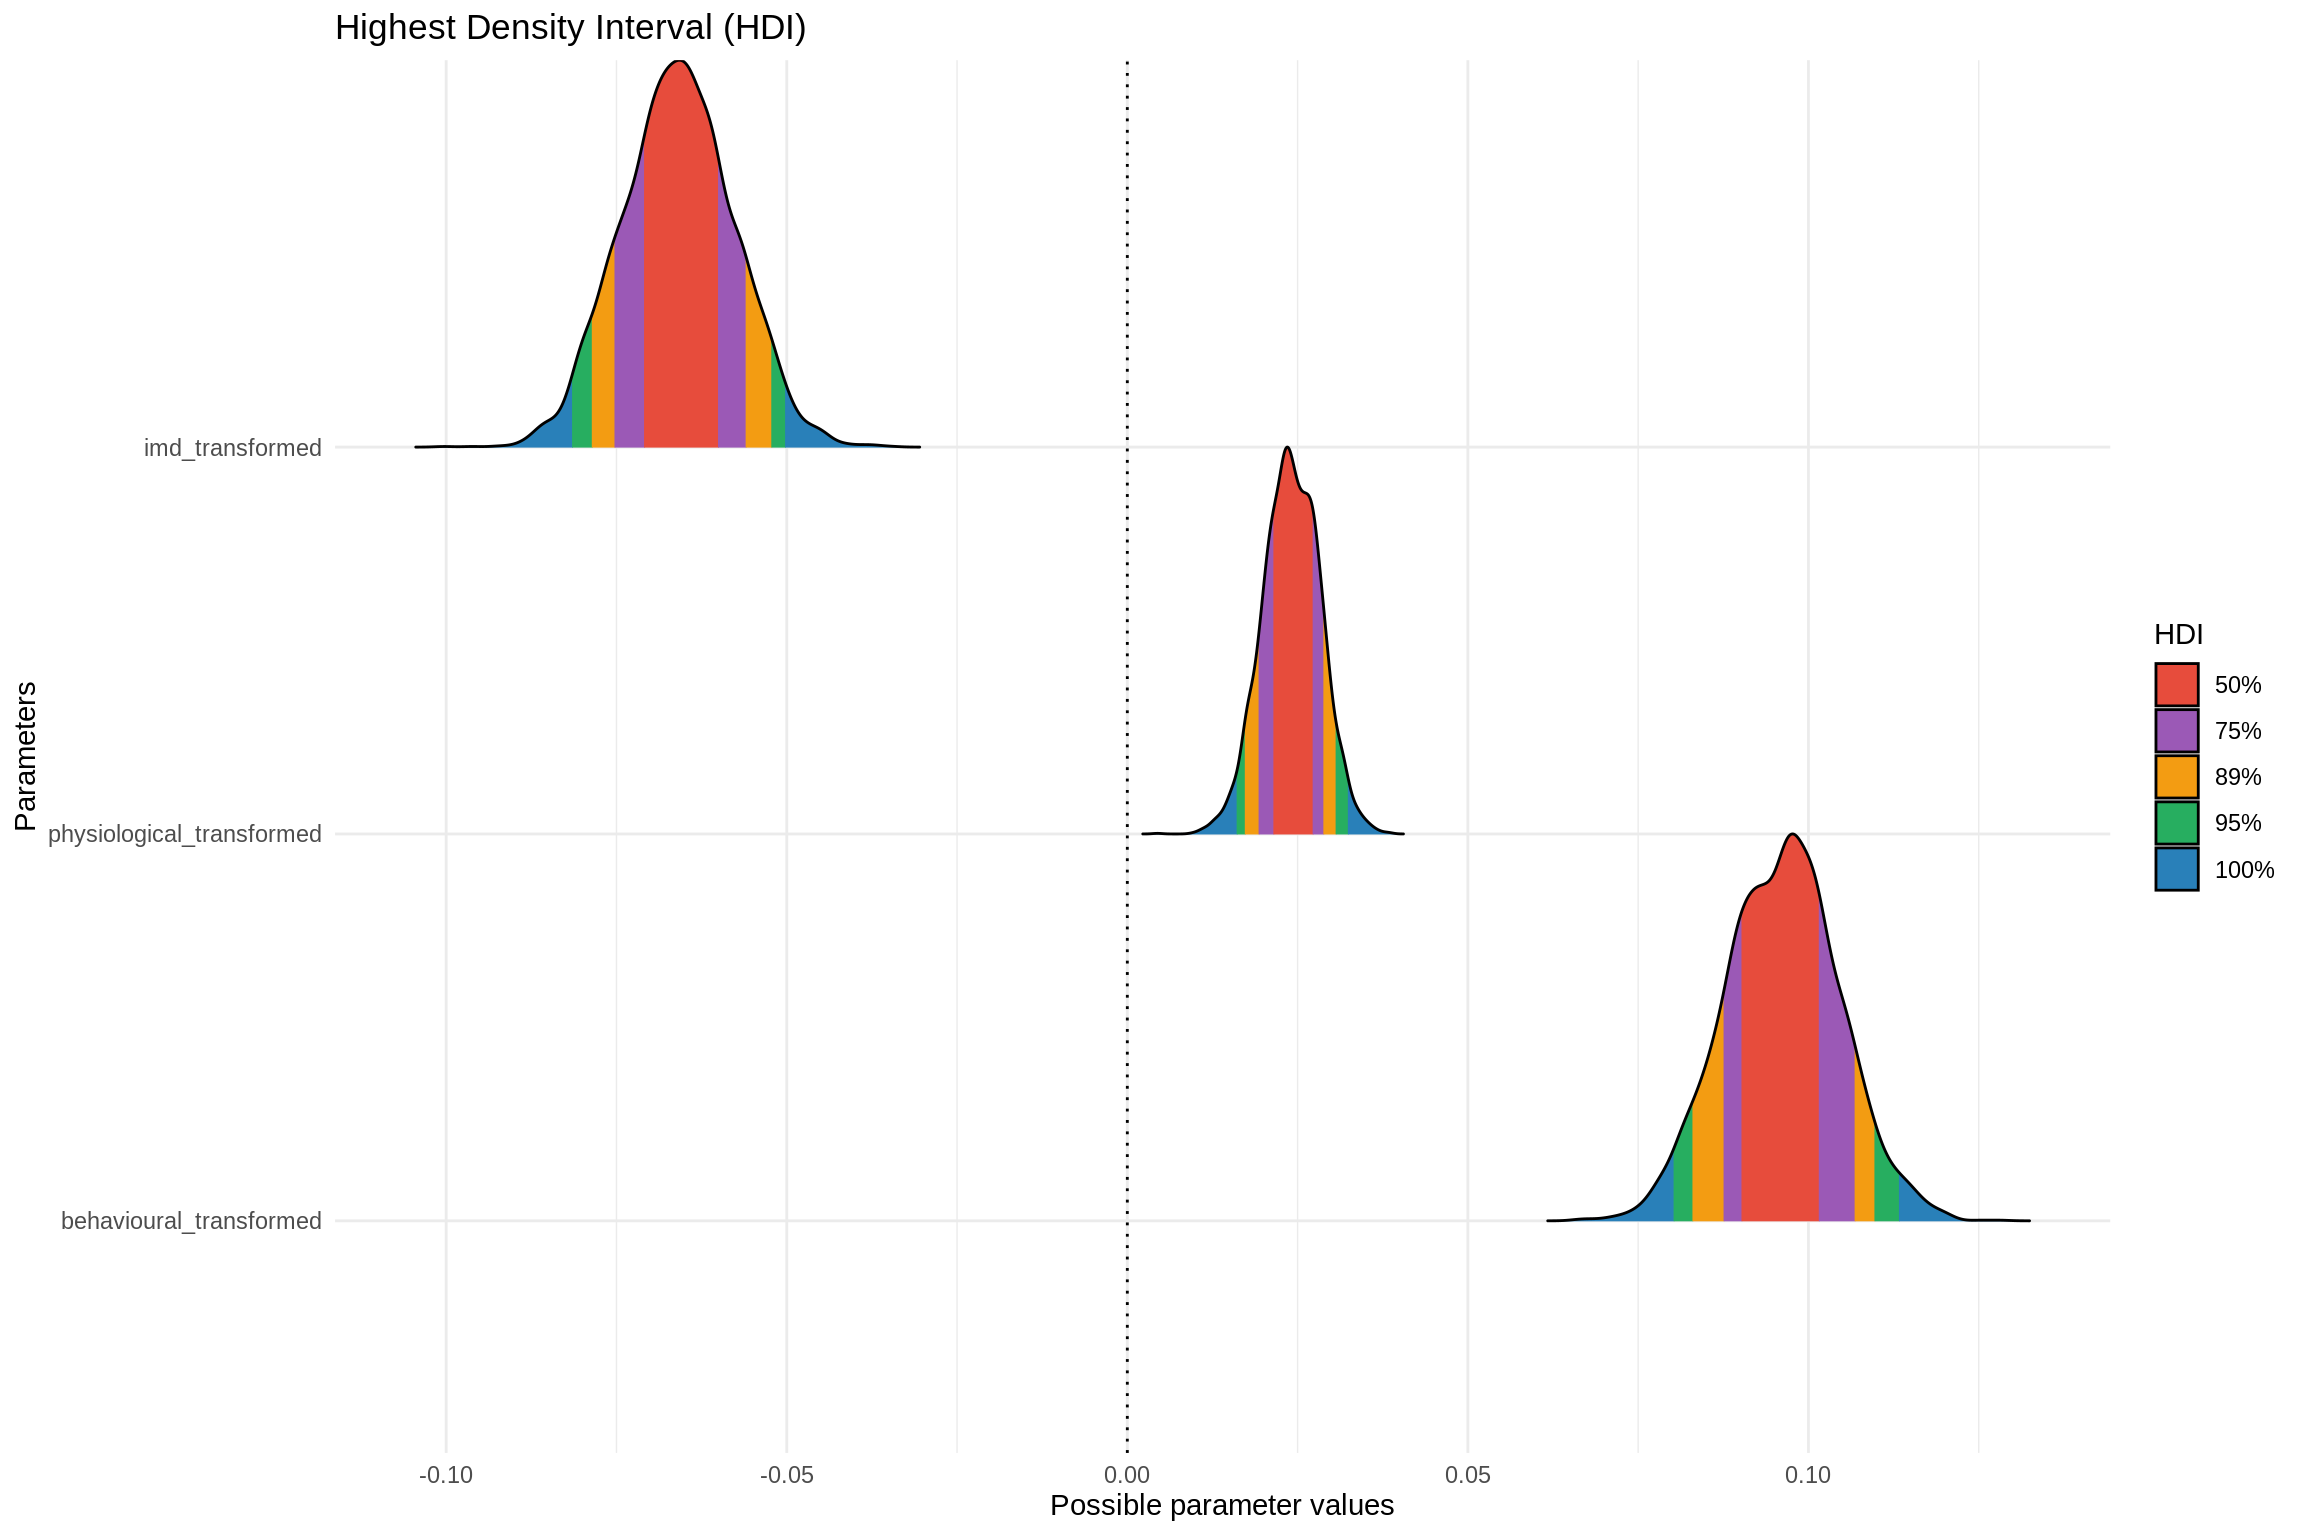 Highest Density Interval (HDI)
Parameters
imd_transformed
physiological_transformed
behavioural_transformed
-0.10
-0.05
0.00
0.05
0.10
Possible parameter values
HDI
50%
75%
89%
95%
100%